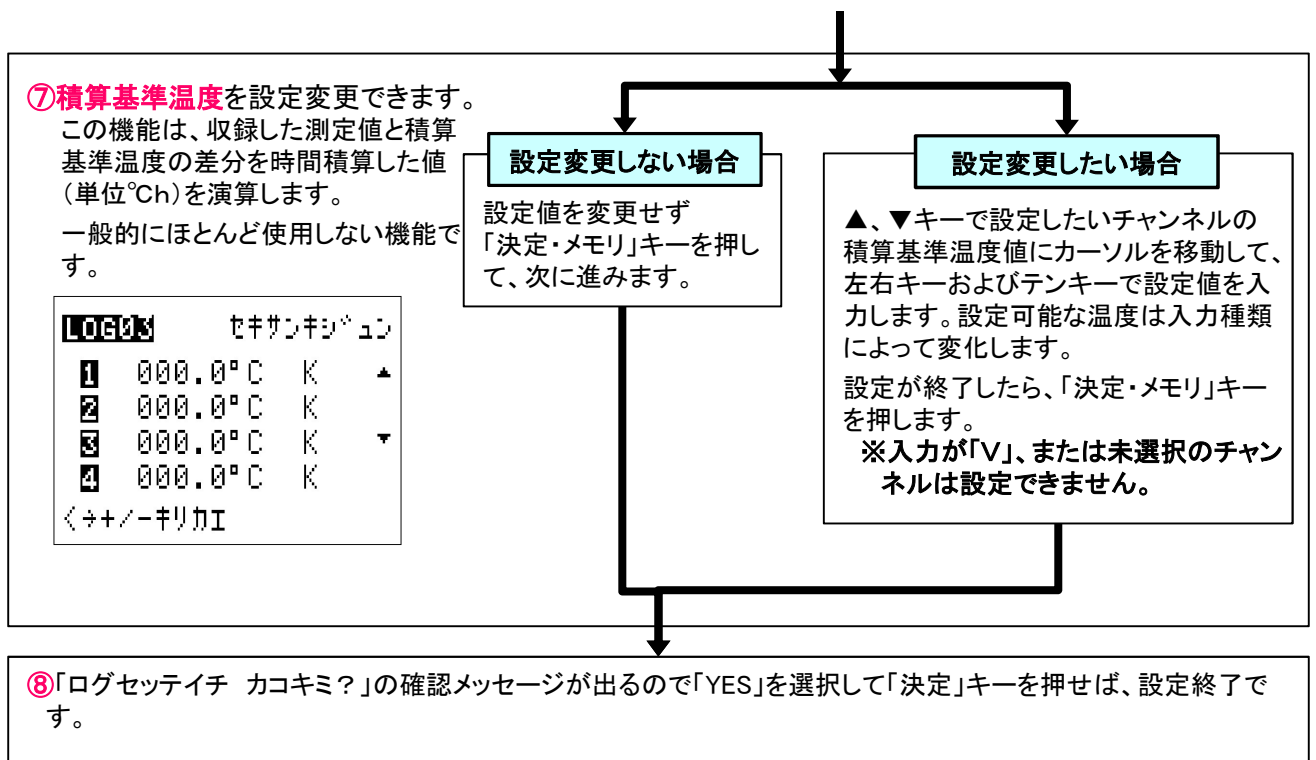 ⑦積算基準温度を設定変更できます。
この機能は、収録した測定値と積算
基準温度の差分を時間積算した値
(単位℃h)を演算します。
一般的にほとんど使用しない機能で
す。
LOG03 セキサンキジュン
1 000.0°C K ▲
2 000.0°C K
3 000.0°C K ▼
4 000.0°C K
<÷+/-キリカエ
設定変更しない場合
設定値を変更せず
「決定・メモリ」キーを押し
て、次に進みます。
設定変更したい場合
▲、▼キーで設定したいチャンネルの
積算基準温度値にカーソルを移動して、
左右キーおよびテンキーで設定値を入
力します。設定可能な温度は入力種類
によって変化します。
設定が終了したら、「決定・メモリ」キー
を押します。
※入力が「V」、または未選択のチャン
ネルは設定できません。
⑧「ログセッテイチ カコキミ?」の確認メッセージが出るので「YES」を選択して「決定」キーを押せば、設定終了で
す。